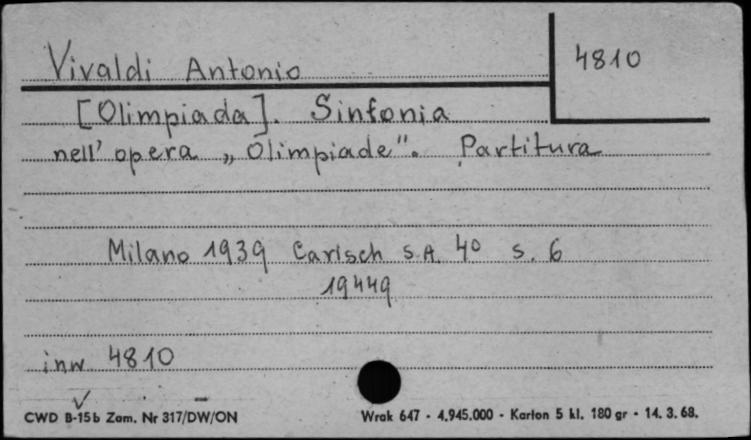 Vivaldi Antonio
4810
[Olimpiada]. Sinfonia
nell' opera „Olimpiade". Partitura
Milano 1939 Carisch S.A. 4° s. 6
19449
inw 4810
CWD B-15b Zam. Nr 317/DW/ON
Wrak 647 - 4.945.000 - Karton 5 kl. 180 gr - 14. 3. 68.